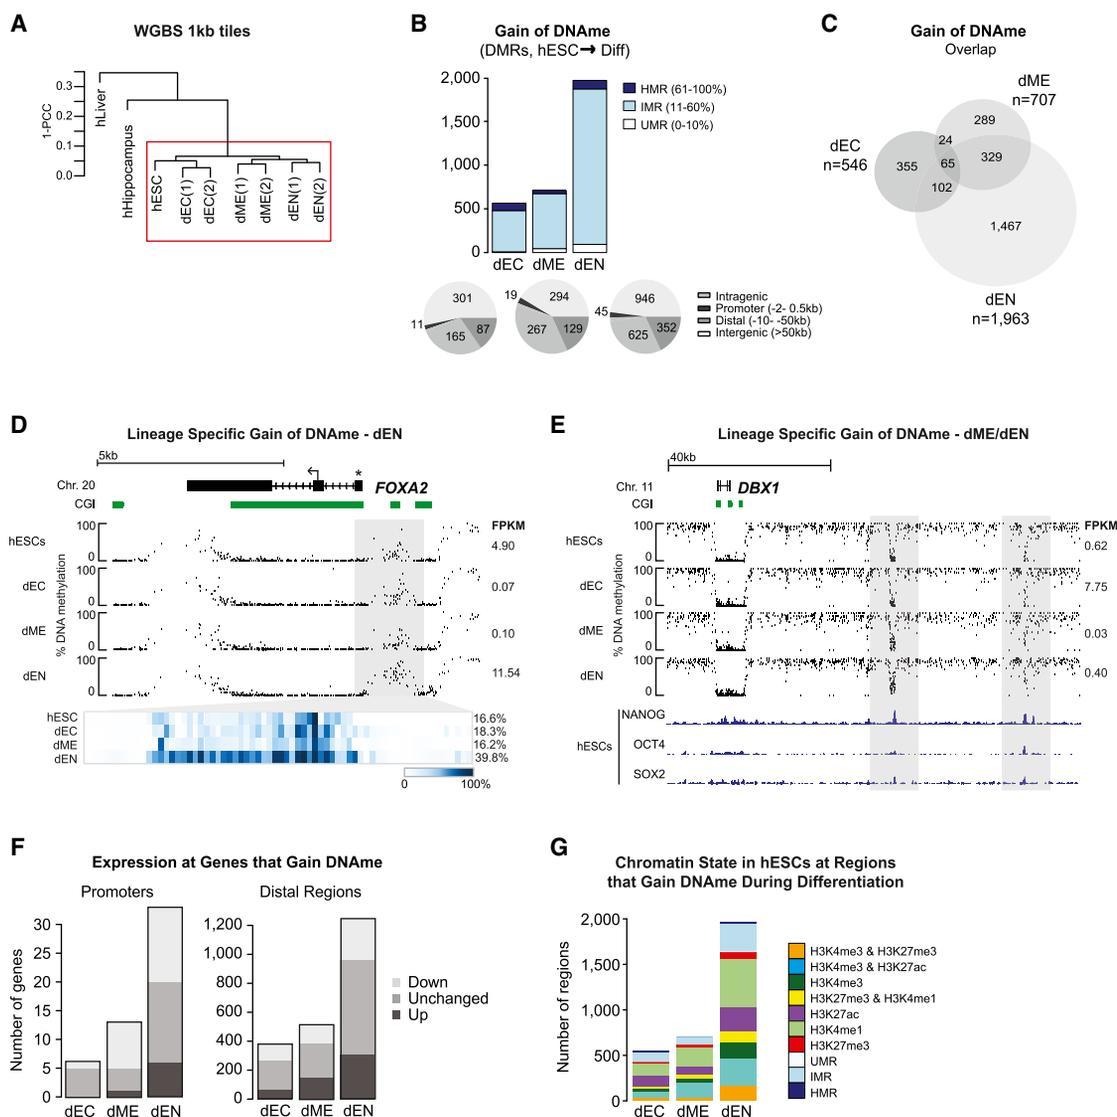 A
WGBS 1kb tiles
1-PCC
0.3
0.2
0.1
0.0
hLiver
hHippocampus
hESC
dEC(1)
dEC(2)
dME(1)
dME(2)
dEN(1)
dEN(2)
B
Gain of DNAme
(DMRs, hESC→ Diff)
2,000
1,500
1,000
500
0
dEC
dME
dEN
HMR (61-100%)
IMR (11-60%)
UMR (0-10%)
301
11
165
87
19
294
267
129
45
946
625
352
Intragenic
Promoter (-2- 0.5kb)
Distal (-10- -50kb)
Intergenic (>50kb)
C
Gain of DNAme
Overlap
dME
n=707
dEC
n=546
289
24
355
65
329
102
1,467
dEN
n=1,963
D
Lineage Specific Gain of DNAme - dEN
5kb
Chr. 20
*
FOXA2
CGI
% DNA methylation
FPKM
hESCs
100
0
4.90
dEC
100
0
0.07
dME
100
0
0.10
dEN
100
0
11.54
hESC
16.6%
dEC
18.3%
dME
16.2%
dEN
39.8%
0
100%
E
Lineage Specific Gain of DNAme - dME/dEN
40kb
Chr. 11
DBX1
CGI
% DNA methylation
FPKM
hESCs
100
0
0.62
dEC
100
0
7.75
dME
100
0
0.03
dEN
100
0
0.40
hESCs
NANOG
OCT4
SOX2
F
Expression at Genes that Gain DNAme
Promoters
Number of genes
30
25
20
15
10
5
0
dEC
dME
dEN
Distal Regions
1,200
1,000
800
600
400
200
0
dEC
dME
dEN
Down
Unchanged
Up
G
Chromatin State in hESCs at Regions
that Gain DNAme During Differentiation
Number of regions
2,000
1,500
1,000
500
0
dEC
dME
dEN
H3K4me3 & H3K27me3
H3K4me3 & H3K27ac
H3K4me3
H3K27me3 & H3K4me1
H3K27ac
H3K4me1
H3K27me3
UMR
IMR
HMR